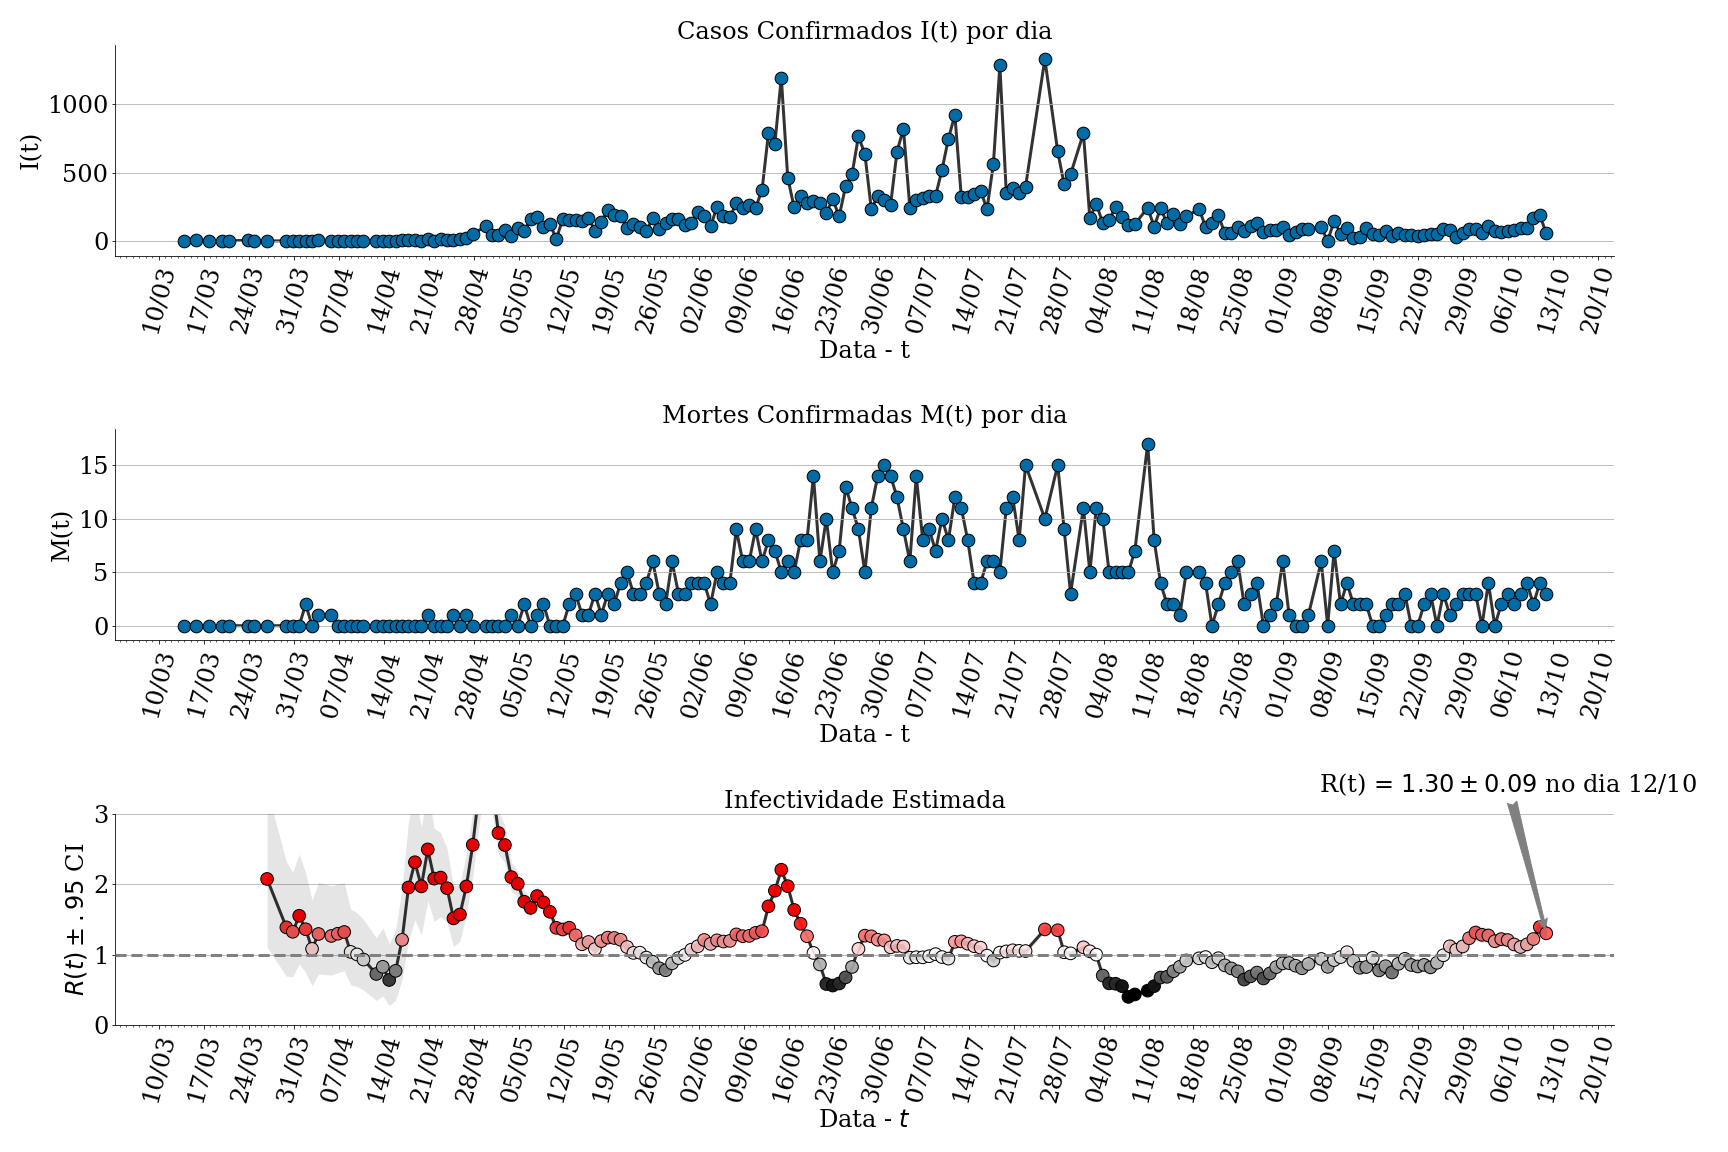 Casos Confirmados I(t) por dia
I(t)
1000
500
0
10/03 17/03 24/03 31/03 07/04 14/04 21/04 28/04 05/05 12/05 19/05 26/05 02/06 09/06 16/06 23/06 30/06 07/07 14/07 21/07 28/07 04/08 11/08 18/08 25/08 01/09 08/09 15/09 22/09 29/09 06/10 13/10 20/10
Data - t
Mortes Confirmadas M(t) por dia
M(t)
15
10
5
0
10/03 17/03 24/03 31/03 07/04 14/04 21/04 28/04 05/05 12/05 19/05 26/05 02/06 09/06 16/06 23/06 30/06 07/07 14/07 21/07 28/07 04/08 11/08 18/08 25/08 01/09 08/09 15/09 22/09 29/09 06/10 13/10 20/10
Data - t
R(t) = 1.30 ± 0.09 no dia 12/10
Infectividade Estimada
R(t) ± .95 CI
3
2
1
0
10/03 17/03 24/03 31/03 07/04 14/04 21/04 28/04 05/05 12/05 19/05 26/05 02/06 09/06 16/06 23/06 30/06 07/07 14/07 21/07 28/07 04/08 11/08 18/08 25/08 01/09 08/09 15/09 22/09 29/09 06/10 13/10 20/10
Data - t